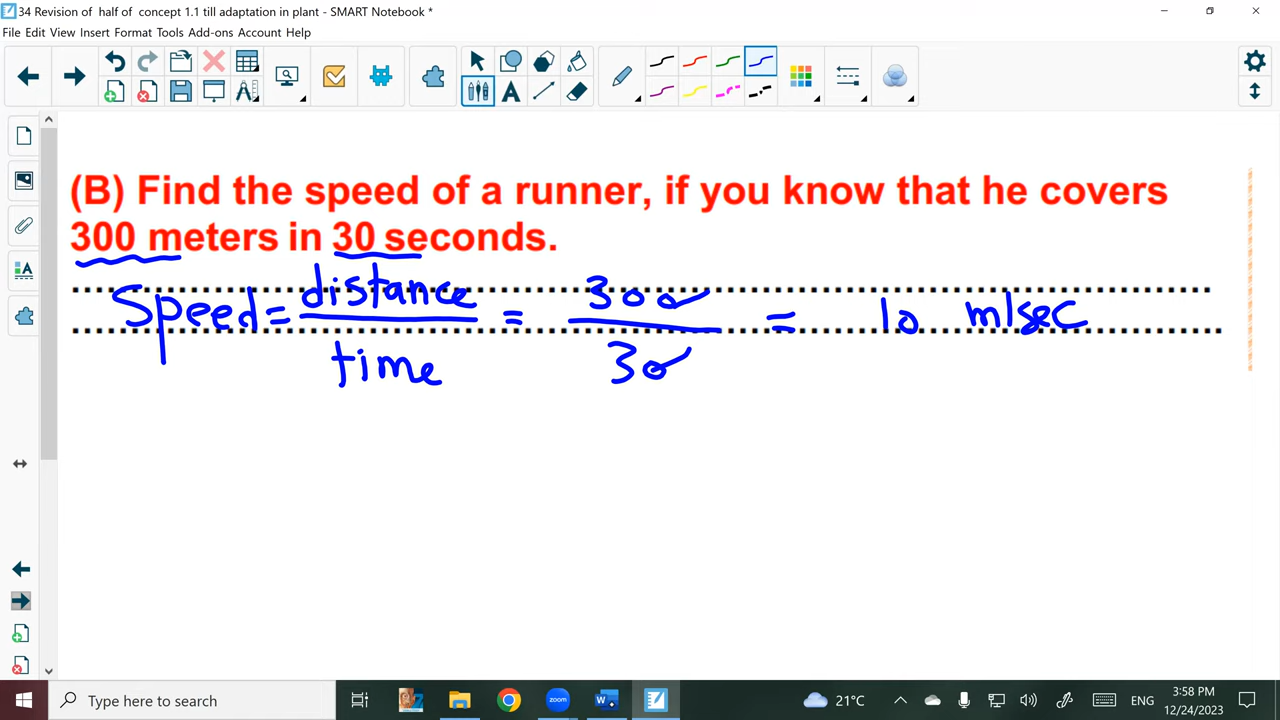 34 Revision of half of concept 1.1 till adaptation in plant - SMART Notebook *
File Edit View Insert Format Tools Add-ons Account Help
(B) Find the speed of a runner, if you know that he covers
300 meters in 30 seconds.
Speed = distance / time = 300 / 30 = 10 m/sec
Type here to search
zoom
21°C
ENG
3:58 PM
12/24/2023